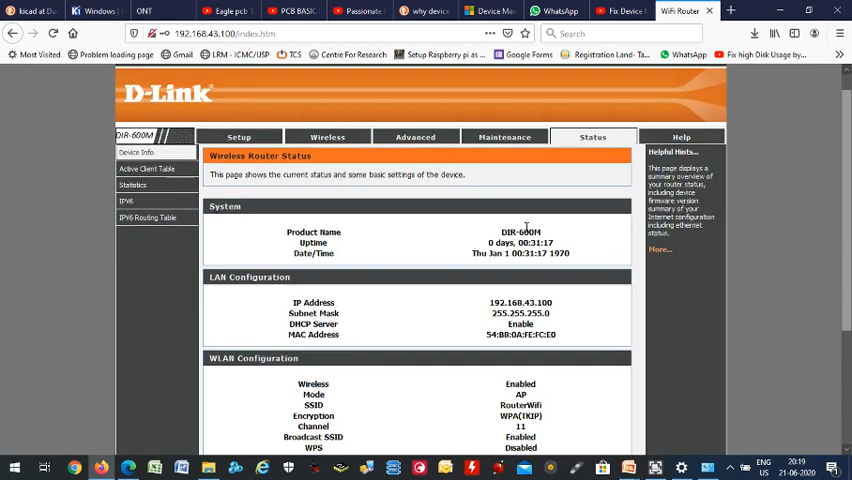 kicad at Da
Windows |
ONT
Eagle pcb T
PCB BASIC
Passionate
why device
Device Man
WhatsApp
Fix Device N
WiFi Router
192.168.43.100/index.htm
Search
Most Visited
Problem loading page
Gmail
LRM - ICMC/USP
TCS
Centre For Research
Setup Raspberry pi as ...
Google Forms
Registration Land- Ta...
WhatsApp
Fix high Disk Usage by...
D-Link
DIR-600M
Setup
Wireless
Advanced
Maintenance
Status
Help
Device Info
Active Client Table
Statistics
IPV6
IPV6 Routing Table
Wireless Router Status
This page shows the current status and some basic settings of the device.
System
Product Name DIR-600M
Uptime 0 days, 00:31:17
Date/Time Thu Jan 1 00:31:17 1970
LAN Configuration
IP Address 192.168.43.100
Subnet Mask 255.255.255.0
DHCP Server Enable
MAC Address 54:B8:0A:FE:FC:E0
WLAN Configuration
Wireless Enabled
Mode AP
SSID RouterWifi
Encryption WPA(TKIP)
Channel 11
Broadcast SSID Enabled
WPS Disabled
Helpful Hints...
This page displays a
summary overview of
your router status,
including device
firmware version
summary of your
Internet configuration
including ethernet
status.
More...
ENG
US
20:19
21-06-2020